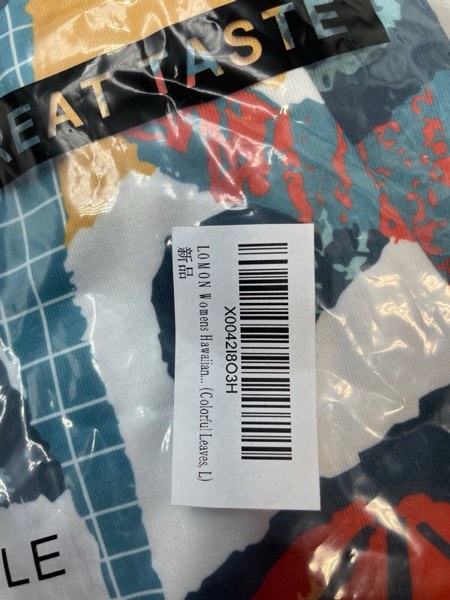 REAT TASTE
X0042I8O3H
LOMON Womens Hawaiian... (Colorful Leaves, L)
新品
LE